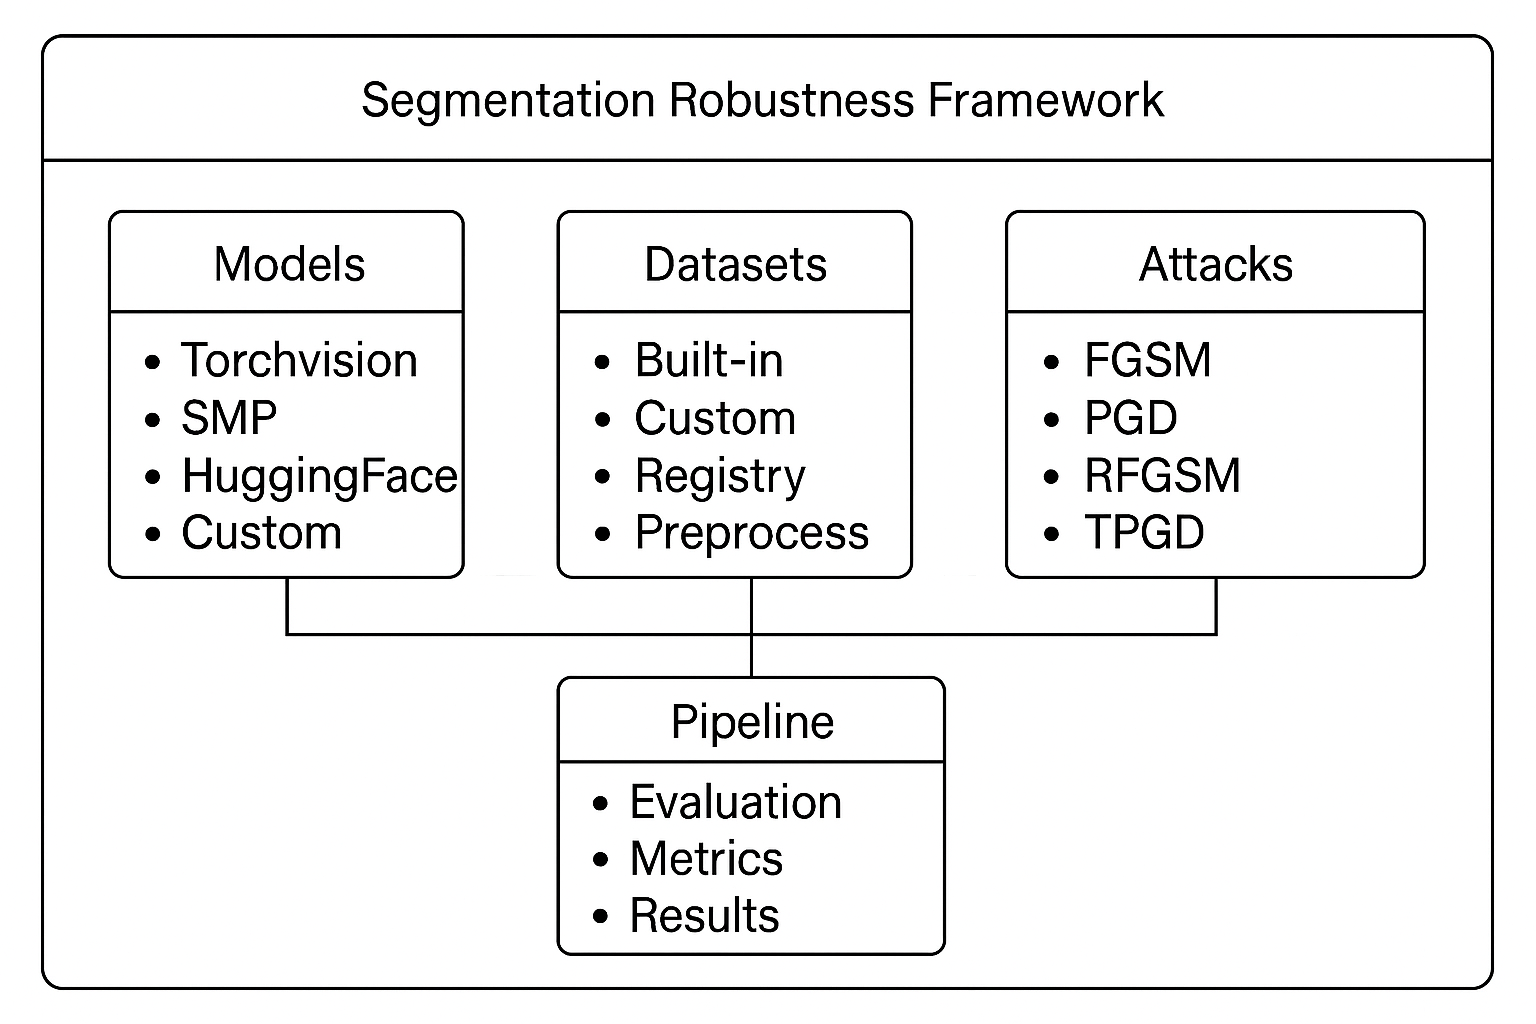 Segmentation Robustness Framework
Models
• Torchvision
• SMP
• HuggingFace
• Custom
Datasets
• Built-in
• Custom
• Registry
• Preprocess
Attacks
• FGSM
• PGD
• RFGSM
• TPGD
Pipeline
• Evaluation
• Metrics
• Results